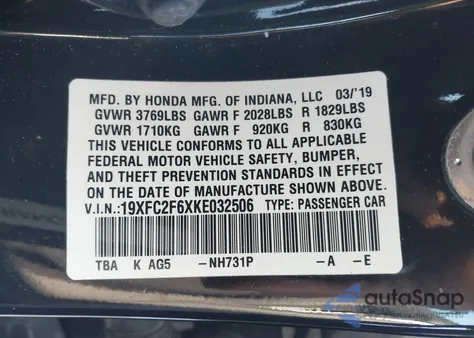 MFD. BY HONDA MFG. OF INDIANA, LLC 03/'19
GVWR 3769LBS GAWR F 2028LBS R 1829LBS
GVWR 1710KG GAWR F 920KG R 830KG
THIS VEHICLE CONFORMS TO ALL APPLICABLE
FEDERAL MOTOR VEHICLE SAFETY, BUMPER,
AND THEFT PREVENTION STANDARDS IN EFFECT
ON THE DATE OF MANUFACTURE SHOWN ABOVE.
V.I.N.:19XFC2F6XKE032506 TYPE: PASSENGER CAR
TBA K AG5 -NH731P -A -E
autoSnap